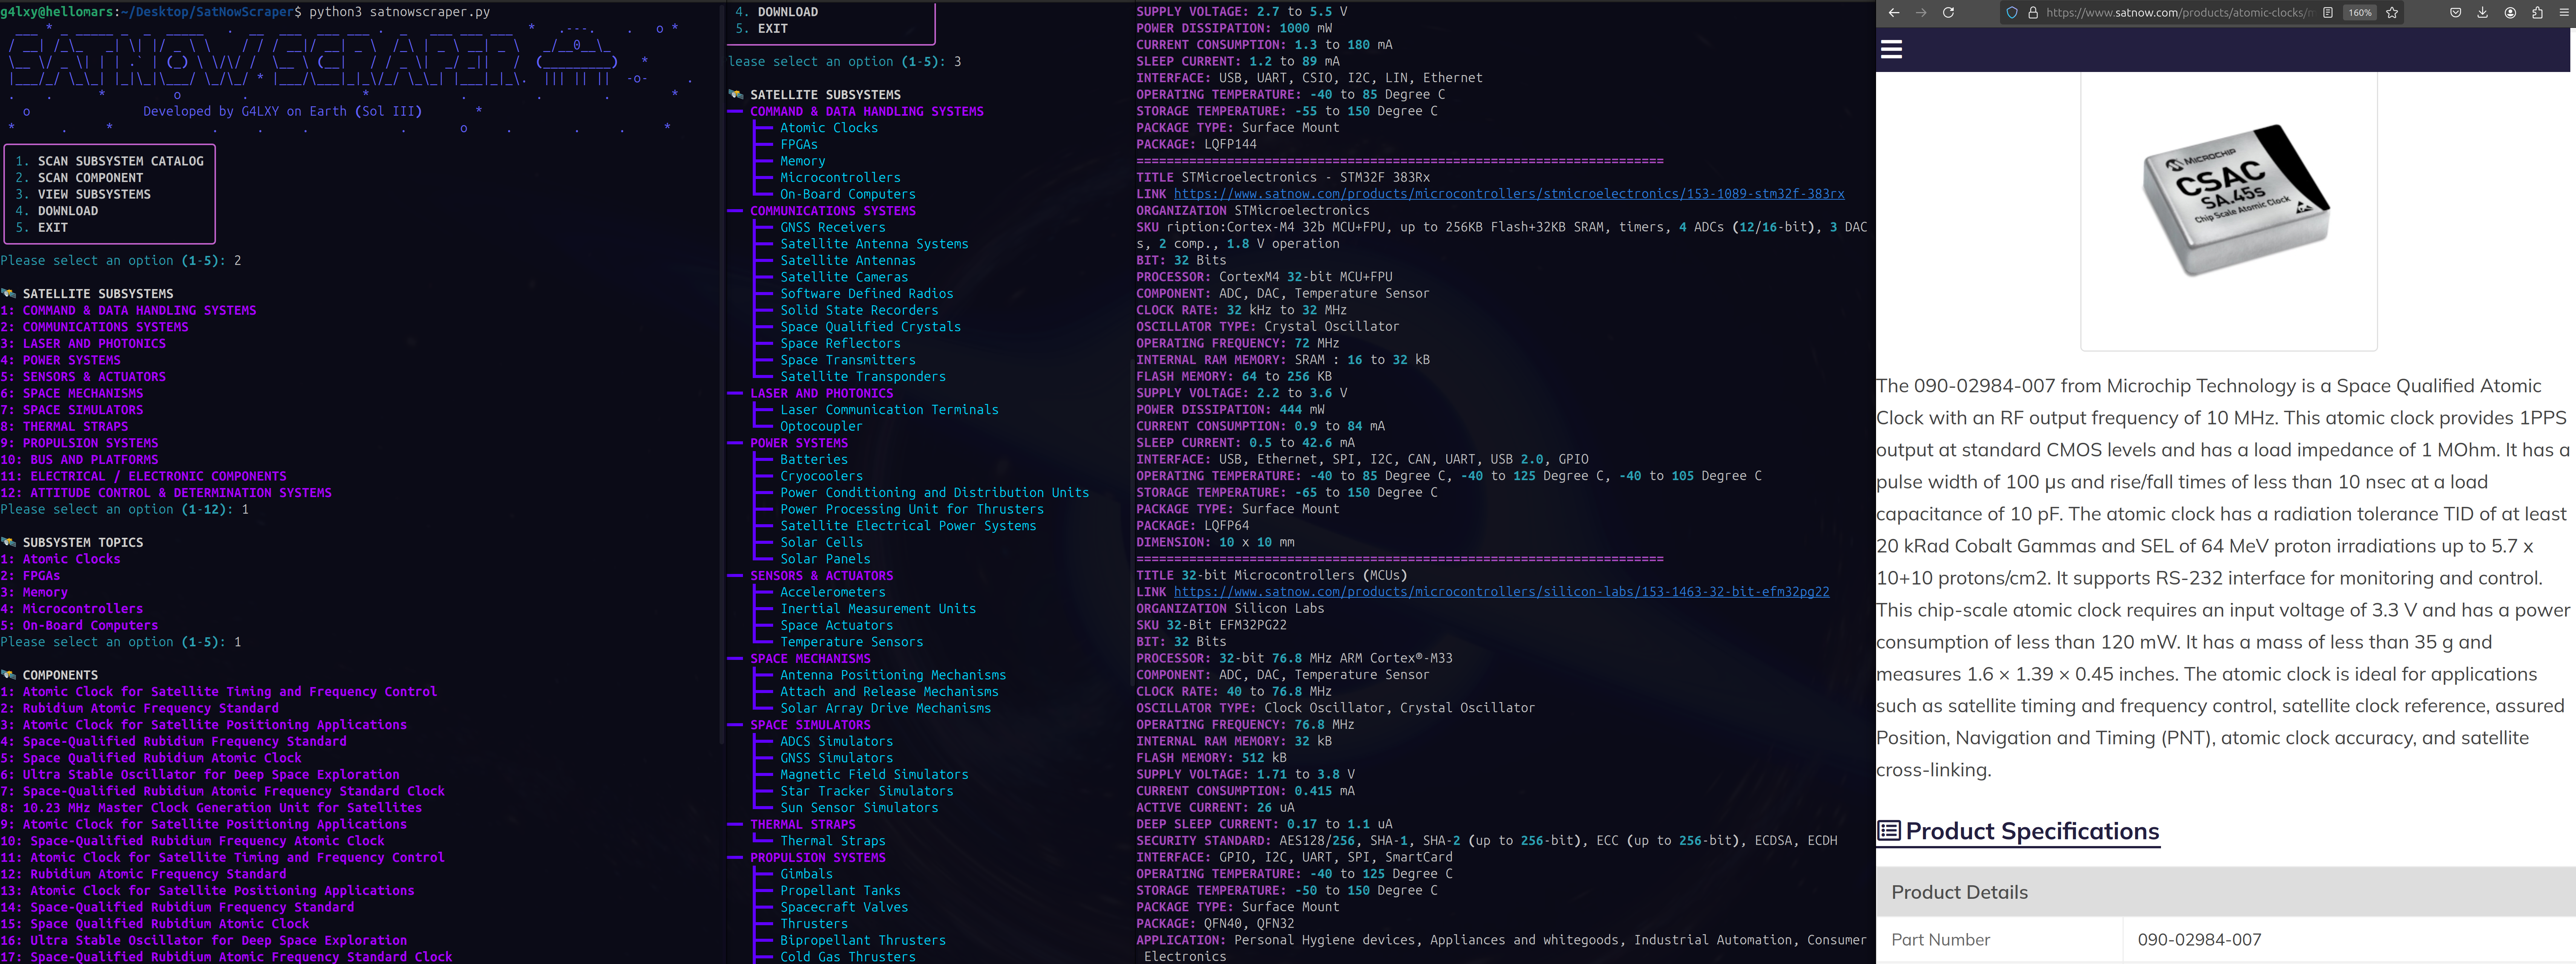 g4lxy@hellomars:~/Desktop/SatNowScraper$ python3 satnowscraper.py
Developed by G4LXY on Earth (Sol III)
1. SCAN SUBSYSTEM CATALOG
2. SCAN COMPONENT
3. VIEW SUBSYSTEMS
4. DOWNLOAD
5. EXIT
Please select an option (1-5): 2
SATELLITE SUBSYSTEMS
1: COMMAND & DATA HANDLING SYSTEMS
2: COMMUNICATIONS SYSTEMS
3: LASER AND PHOTONICS
4: POWER SYSTEMS
5: SENSORS & ACTUATORS
6: SPACE MECHANISMS
7: SPACE SIMULATORS
8: THERMAL STRAPS
9: PROPULSION SYSTEMS
10: BUS AND PLATFORMS
11: ELECTRICAL / ELECTRONIC COMPONENTS
12: ATTITUDE CONTROL & DETERMINATION SYSTEMS
Please select an option (1-12): 1
SUBSYSTEM TOPICS
1: Atomic Clocks
2: FPGAs
3: Memory
4: Microcontrollers
5: On-Board Computers
Please select an option (1-5): 1
COMPONENTS
1: Atomic Clock for Satellite Timing and Frequency Control
2: Rubidium Atomic Frequency Standard
3: Atomic Clock for Satellite Positioning Applications
4: Space-Qualified Rubidium Frequency Standard
5: Space Qualified Rubidium Atomic Clock
6: Ultra Stable Oscillator for Deep Space Exploration
7: Space-Qualified Rubidium Atomic Frequency Standard Clock
8: 10.23 MHz Master Clock Generation Unit for Satellites
9: Atomic Clock for Satellite Positioning Applications
10: Space-Qualified Rubidium Frequency Atomic Clock
11: Atomic Clock for Satellite Timing and Frequency Control
12: Rubidium Atomic Frequency Standard
13: Atomic Clock for Satellite Positioning Applications
14: Space-Qualified Rubidium Frequency Standard
15: Space Qualified Rubidium Atomic Clock
16: Ultra Stable Oscillator for Deep Space Exploration
17: Space-Qualified Rubidium Atomic Frequency Standard Clock
4. DOWNLOAD
5. EXIT
lease select an option (1-5): 3
SATELLITE SUBSYSTEMS
COMMAND & DATA HANDLING SYSTEMS
Atomic Clocks
FPGAs
Memory
Microcontrollers
On-Board Computers
COMMUNICATIONS SYSTEMS
GNSS Receivers
Satellite Antenna Systems
Satellite Antennas
Satellite Cameras
Software Defined Radios
Solid State Recorders
Space Qualified Crystals
Space Reflectors
Space Transmitters
Satellite Transponders
LASER AND PHOTONICS
Laser Communication Terminals
Optocoupler
POWER SYSTEMS
Batteries
Cryocoolers
Power Conditioning and Distribution Units
Power Processing Unit for Thrusters
Satellite Electrical Power Systems
Solar Cells
Solar Panels
SENSORS & ACTUATORS
Accelerometers
Inertial Measurement Units
Space Actuators
Temperature Sensors
SPACE MECHANISMS
Antenna Positioning Mechanisms
Attach and Release Mechanisms
Solar Array Drive Mechanisms
SPACE SIMULATORS
ADCS Simulators
GNSS Simulators
Magnetic Field Simulators
Star Tracker Simulators
Sun Sensor Simulators
THERMAL STRAPS
Thermal Straps
PROPULSION SYSTEMS
Gimbals
Propellant Tanks
Spacecraft Valves
Thrusters
Bipropellant Thrusters
Cold Gas Thrusters
SUPPLY VOLTAGE: 2.7 to 5.5 V
POWER DISSIPATION: 1000 mW
CURRENT CONSUMPTION: 1.3 to 180 mA
SLEEP CURRENT: 1.2 to 89 mA
INTERFACE: USB, UART, CSIO, I2C, LIN, Ethernet
OPERATING TEMPERATURE: -40 to 85 Degree C
STORAGE TEMPERATURE: -55 to 150 Degree C
PACKAGE TYPE: Surface Mount
PACKAGE: LQFP144
======================================================================
TITLE STMicroelectronics - STM32F 383Rx
LINK https://www.satnow.com/products/microcontrollers/stmicroelectronics/153-1089-stm32f-383rx
ORGANIZATION STMicroelectronics
SKU ription:Cortex-M4 32b MCU+FPU, up to 256KB Flash+32KB SRAM, timers, 4 ADCs (12/16-bit), 3 DAC
s, 2 comp., 1.8 V operation
BIT: 32 Bits
PROCESSOR: CortexM4 32-bit MCU+FPU
COMPONENT: ADC, DAC, Temperature Sensor
CLOCK RATE: 32 kHz to 32 MHz
OSCILLATOR TYPE: Crystal Oscillator
OPERATING FREQUENCY: 72 MHz
INTERNAL RAM MEMORY: SRAM : 16 to 32 kB
FLASH MEMORY: 64 to 256 KB
SUPPLY VOLTAGE: 2.2 to 3.6 V
POWER DISSIPATION: 444 mW
CURRENT CONSUMPTION: 0.9 to 84 mA
SLEEP CURRENT: 0.5 to 42.6 mA
INTERFACE: USB, Ethernet, SPI, I2C, CAN, UART, USB 2.0, GPIO
OPERATING TEMPERATURE: -40 to 85 Degree C, -40 to 125 Degree C, -40 to 105 Degree C
STORAGE TEMPERATURE: -65 to 150 Degree C
PACKAGE TYPE: Surface Mount
PACKAGE: LQFP64
DIMENSION: 10 x 10 mm
======================================================================
TITLE 32-bit Microcontrollers (MCUs)
LINK https://www.satnow.com/products/microcontrollers/silicon-labs/153-1463-32-bit-efm32pg22
ORGANIZATION Silicon Labs
SKU 32-Bit EFM32PG22
BIT: 32 Bits
PROCESSOR: 32-bit 76.8 MHz ARM Cortex®-M33
COMPONENT: ADC, DAC, Temperature Sensor
CLOCK RATE: 40 to 76.8 MHz
OSCILLATOR TYPE: Clock Oscillator, Crystal Oscillator
OPERATING FREQUENCY: 76.8 MHz
INTERNAL RAM MEMORY: 32 kB
FLASH MEMORY: 512 kB
SUPPLY VOLTAGE: 1.71 to 3.8 V
CURRENT CONSUMPTION: 0.415 mA
ACTIVE CURRENT: 26 uA
DEEP SLEEP CURRENT: 0.17 to 1.1 uA
SECURITY STANDARD: AES128/256, SHA-1, SHA-2 (up to 256-bit), ECC (up to 256-bit), ECDSA, ECDH
INTERFACE: GPIO, I2C, UART, SPI, SmartCard
OPERATING TEMPERATURE: -40 to 125 Degree C
STORAGE TEMPERATURE: -50 to 150 Degree C
PACKAGE TYPE: Surface Mount
PACKAGE: QFN40, QFN32
APPLICATION: Personal Hygiene devices, Appliances and whitegoods, Industrial Automation, Consumer
Electronics
https://www.satnow.com/products/atomic-clocks/m
160%
MICROCHIP
CSAC
SA.45s
Chip Scale Atomic Clock
The 090-02984-007 from Microchip Technology is a Space Qualified Atomic
Clock with an RF output frequency of 10 MHz. This atomic clock provides 1PPS
output at standard CMOS levels and has a load impedance of 1 MOhm. It has a
pulse width of 100 µs and rise/fall times of less than 10 nsec at a load
capacitance of 10 pF. The atomic clock has a radiation tolerance TID of at least
20 kRad Cobalt Gammas and SEL of 64 MeV proton irradiations up to 5.7 x
10+10 protons/cm2. It supports RS-232 interface for monitoring and control.
This chip-scale atomic clock requires an input voltage of 3.3 V and has a power
consumption of less than 120 mW. It has a mass of less than 35 g and
measures 1.6 × 1.39 × 0.45 inches. The atomic clock is ideal for applications
such as satellite timing and frequency control, satellite clock reference, assured
Position, Navigation and Timing (PNT), atomic clock accuracy, and satellite
cross-linking.
Product Specifications
Product Details
Part Number
090-02984-007